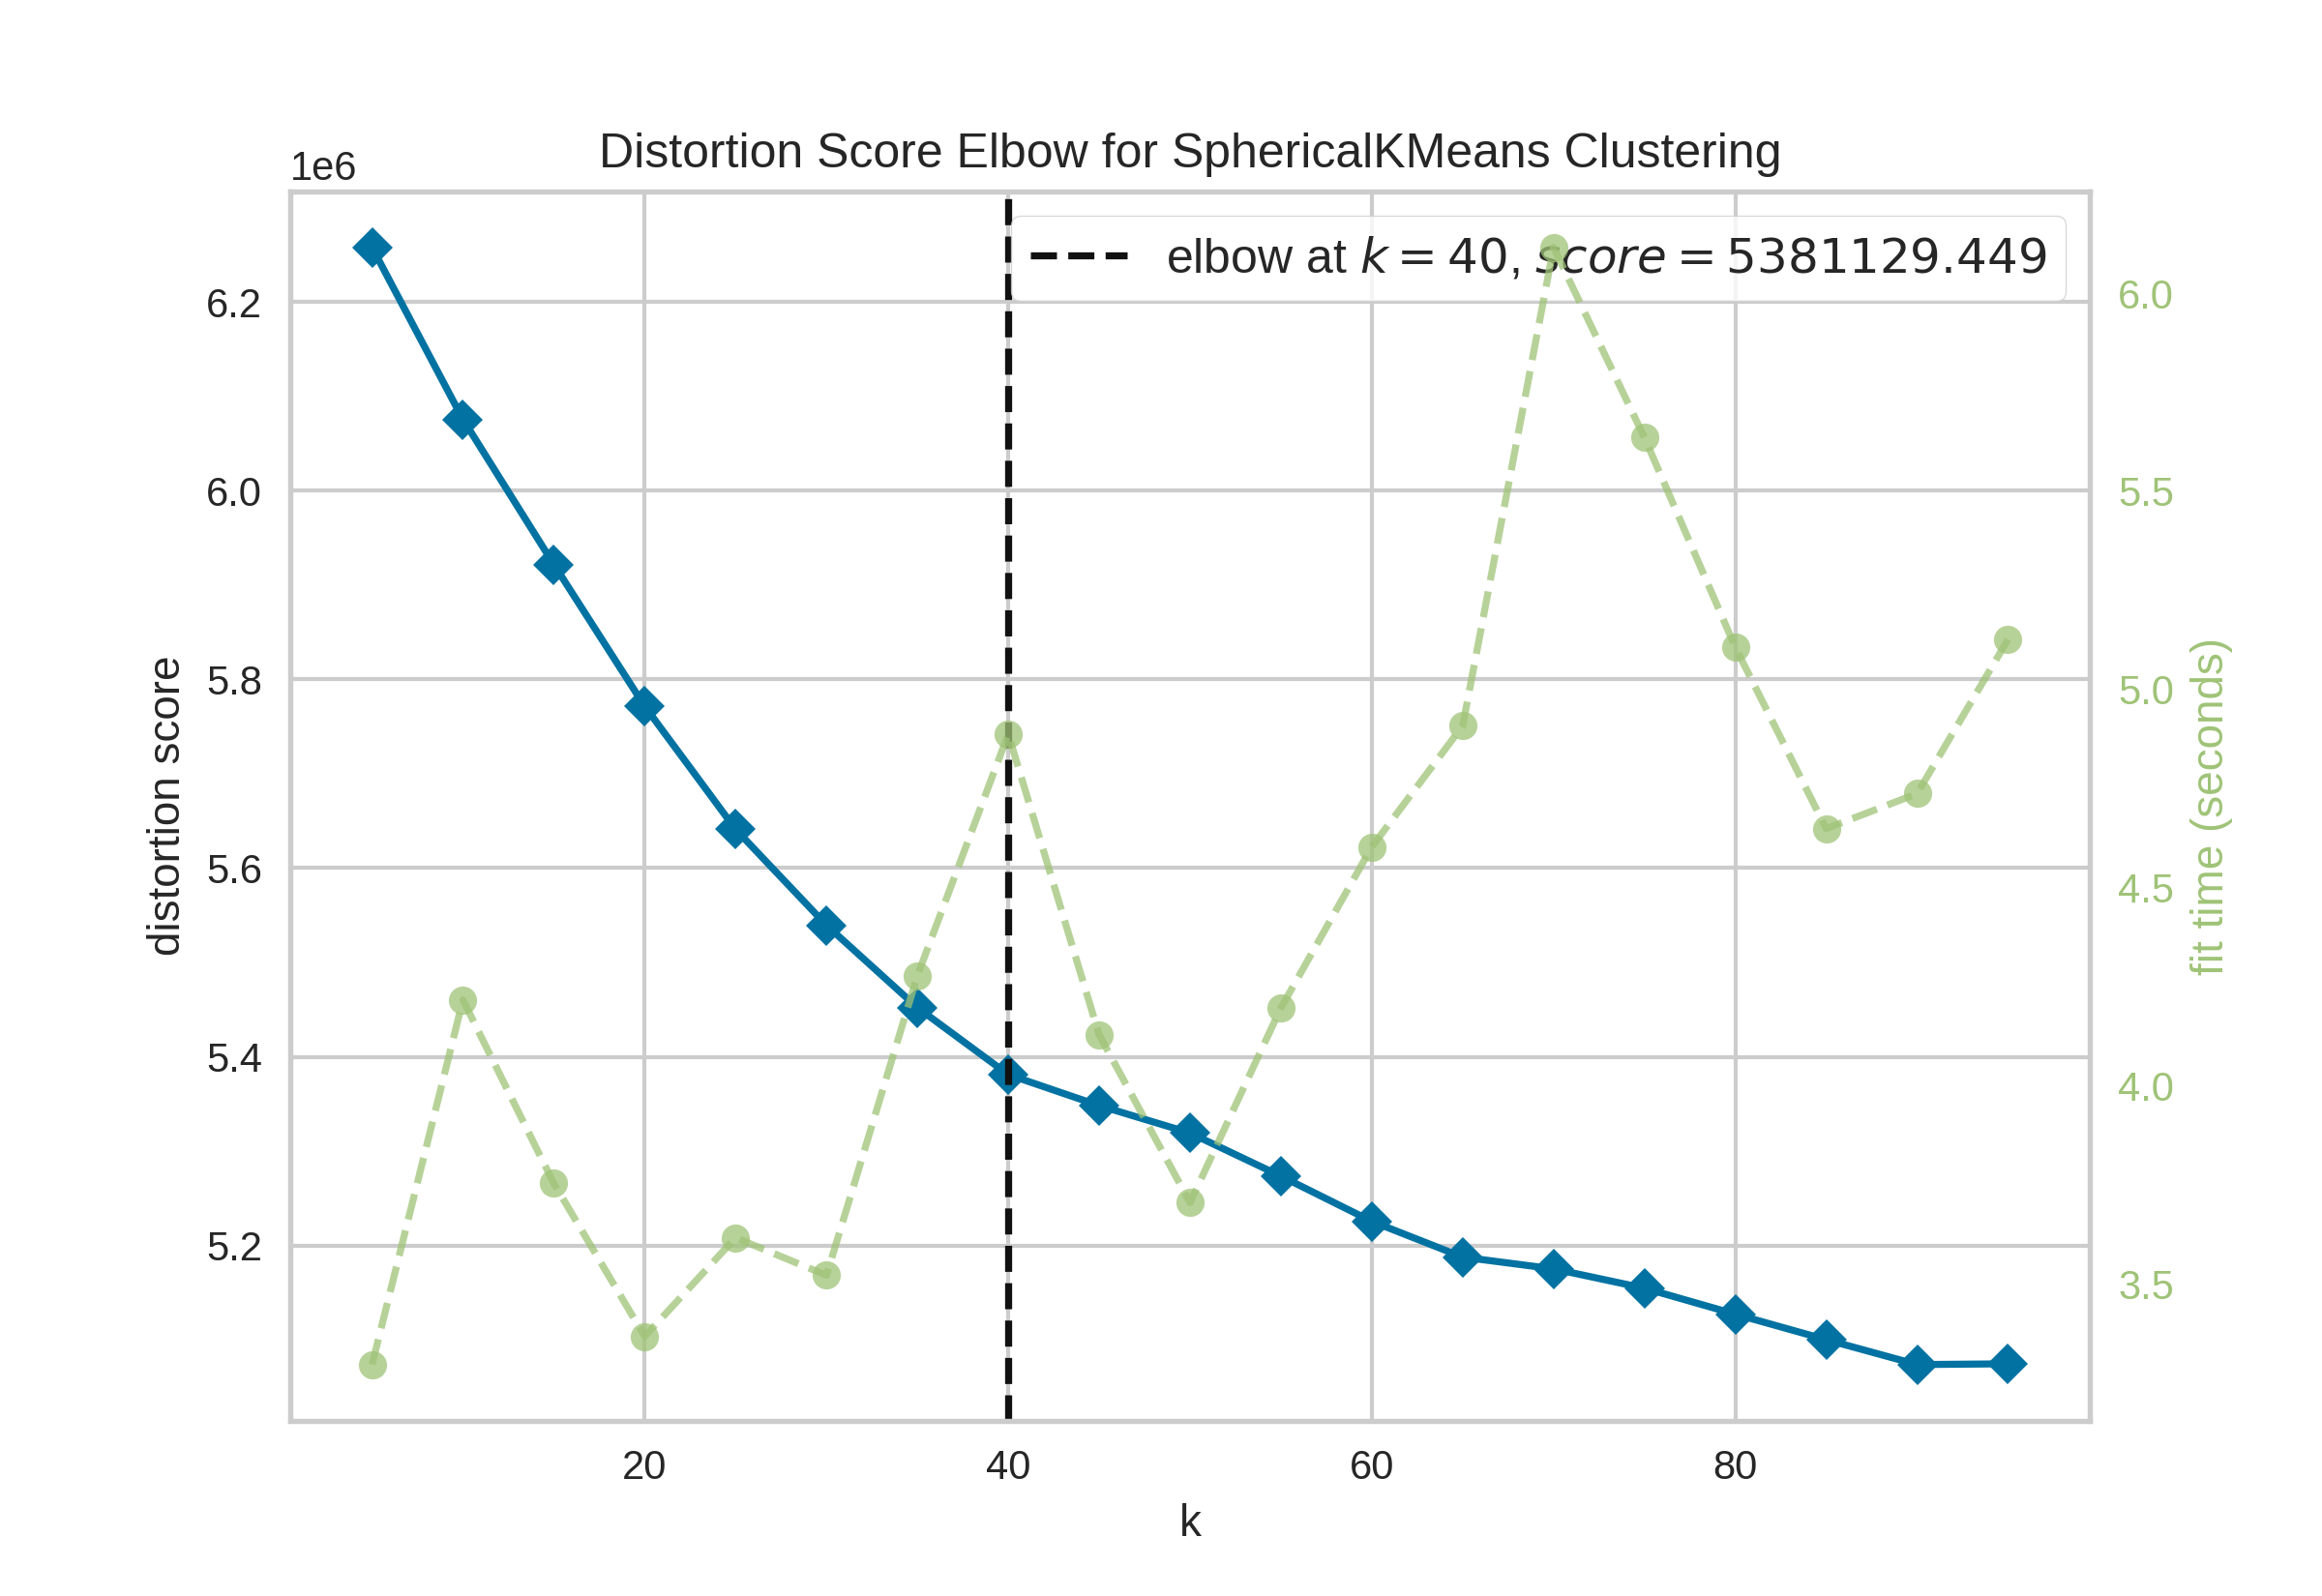 Distortion Score Elbow for SphericalKMeans Clustering
1e6
elbow at k = 40, score = 5381129.449
6.2
6.0
5.8
5.6
5.4
5.2
distortion score
6.0
5.5
5.0
4.5
4.0
3.5
fit time (seconds)
20
40
60
80
k